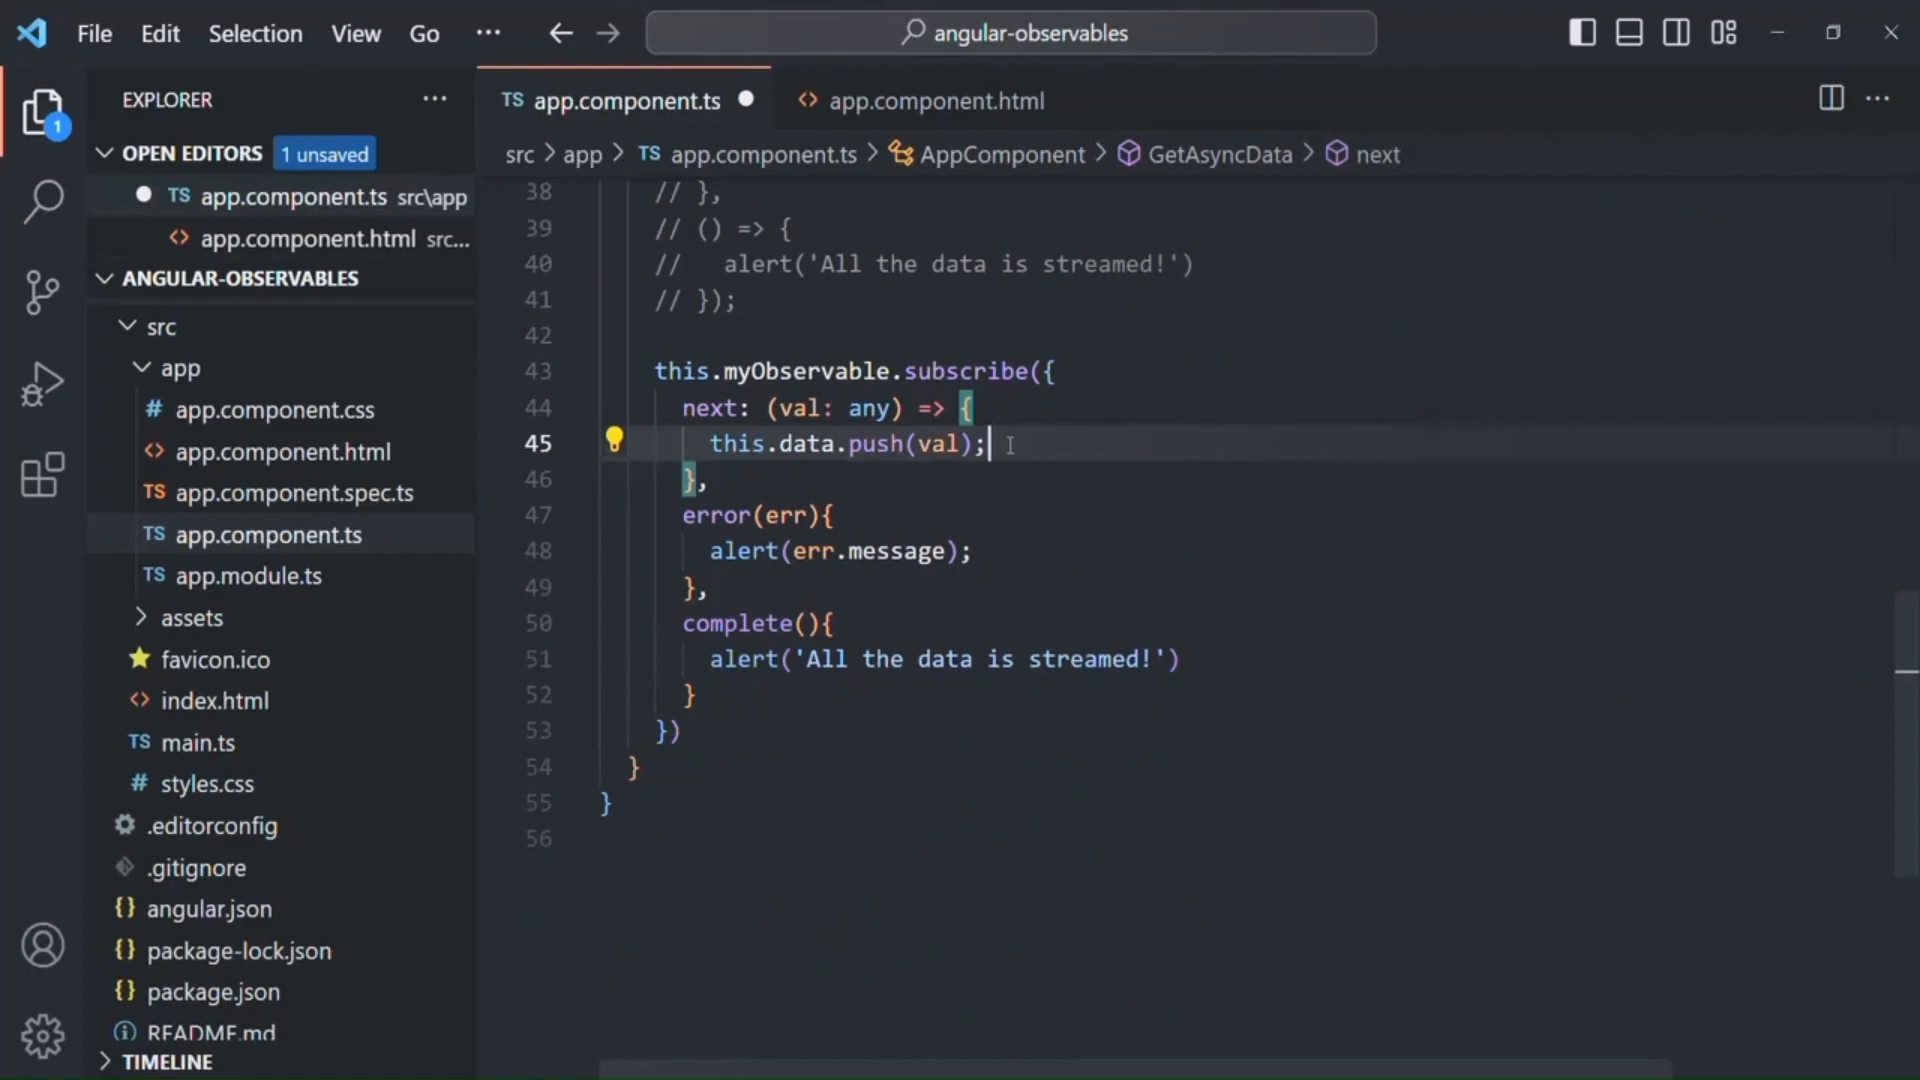 File Edit Selection View Go ··· angular-observables
EXPLORER ···
OPEN EDITORS 1 unsaved
TS app.component.ts src\app
<> app.component.html src...
ANGULAR-OBSERVABLES
src
app
# app.component.css
<> app.component.html
TS app.component.spec.ts
TS app.component.ts
TS app.module.ts
assets
favicon.ico
<> index.html
TS main.ts
# styles.css
.editorconfig
.gitignore
{} angular.json
{} package-lock.json
{} package.json
README.md
TIMELINE
1
TS app.component.ts <> app.component.html
src > app > TS app.component.ts > AppComponent > GetAsyncData > next
38 // },
39 // () => {
40 // alert('All the data is streamed!')
41 // });
42
43 this.myObservable.subscribe({
44 next: (val: any) => {
45 this.data.push(val);
46 },
47 error(err){
48 alert(err.message);
49 },
50 complete(){
51 alert('All the data is streamed!')
52 }
53 })
54 }
55 }
56